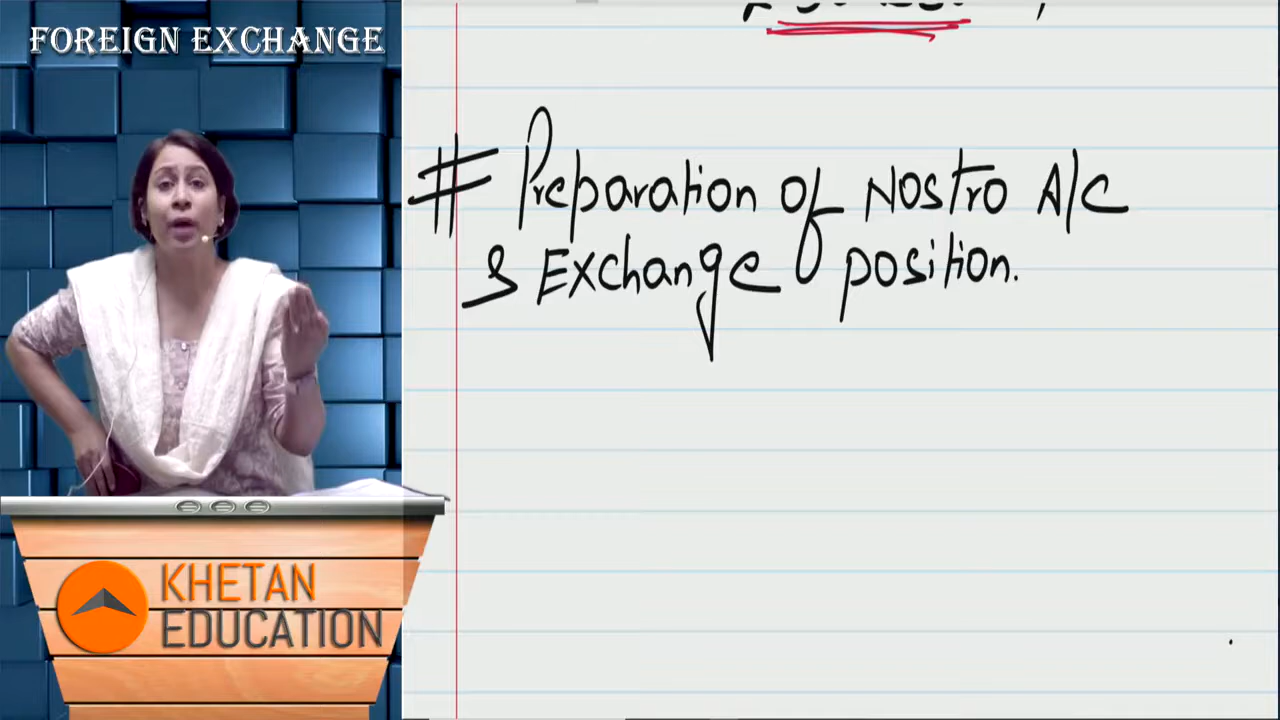 FOREIGN EXCHANGE
# Preparation of Nostro A/C
& Exchange position.
KHETAN
EDUCATION